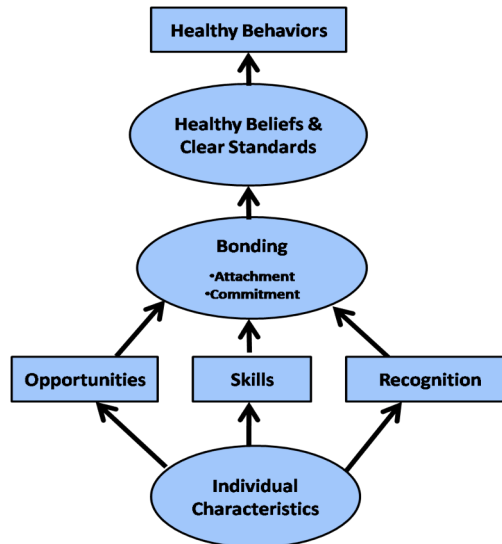 Healthy Behaviors
Healthy Beliefs &
Clear Standards
Bonding
•Attachment
•Commitment
Opportunities
Skills
Recognition
Individual
Characteristics